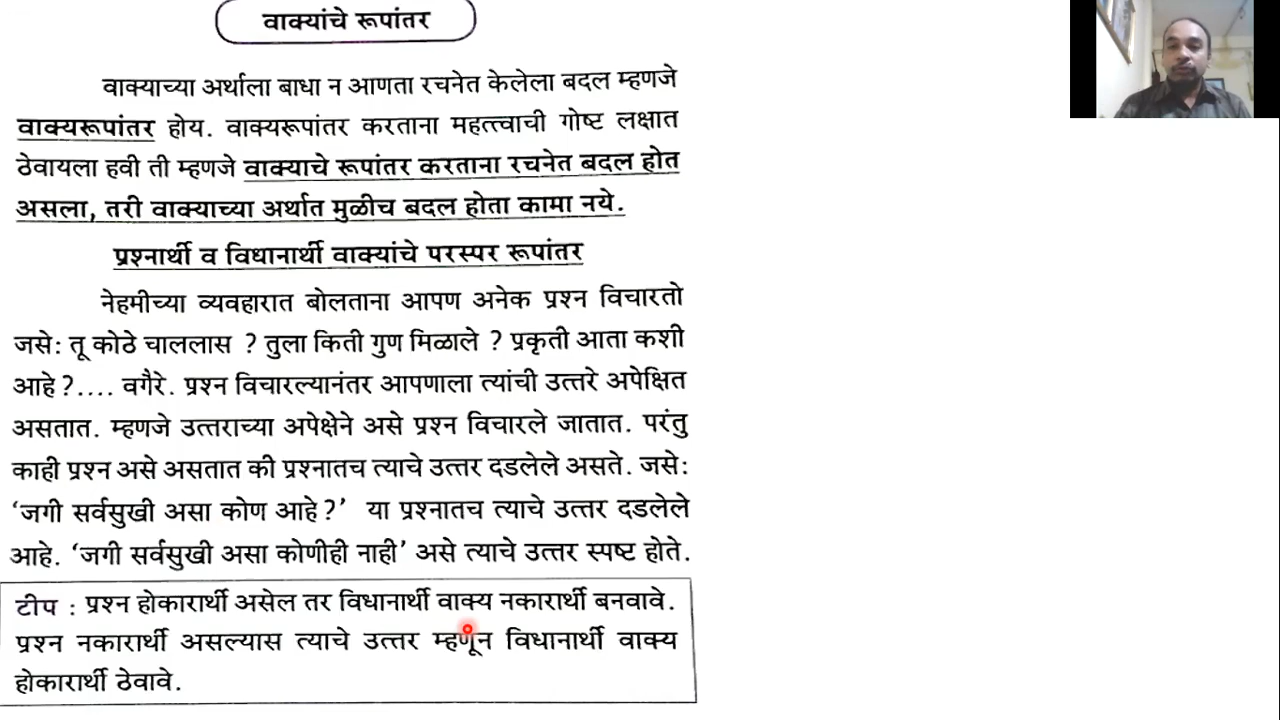 वाक्यांचे रूपांतर
वाक्याच्या अर्थाला बाधा न आणता रचनेत केलेला बदल म्हणजे
वाक्यरूपांतर होय. वाक्यरूपांतर करताना महत्त्वाची गोष्ट लक्षात
ठेवायला हवी ती म्हणजे वाक्याचे रूपांतर करताना रचनेत बदल होत
असला, तरी वाक्याच्या अर्थात मुळीच बदल होता कामा नये.
प्रश्नार्थी व विधानार्थी वाक्यांचे परस्पर रूपांतर
नेहमीच्या व्यवहारात बोलताना आपण अनेक प्रश्न विचारतो
जसे: तू कोठे चाललास ? तुला किती गुण मिळाले ? प्रकृती आता कशी
आहे ?.... वगैरे. प्रश्न विचारल्यानंतर आपणाला त्यांची उत्तरे अपेक्षित
असतात. म्हणजे उत्तराच्या अपेक्षेने असे प्रश्न विचारले जातात. परंतु
काही प्रश्न असे असतात की प्रश्नातच त्याचे उत्तर दडलेले असते. जसे:
‘जगी सर्वसुखी असा कोण आहे ?’ या प्रश्नातच त्याचे उत्तर दडलेले
आहे. ‘जगी सर्वसुखी असा कोणीही नाही’ असे त्याचे उत्तर स्पष्ट होते.
टीप : प्रश्न होकारार्थी असेल तर विधानार्थी वाक्य नकारार्थी बनवावे.
प्रश्न नकारार्थी असल्यास त्याचे उत्तर म्हणून विधानार्थी वाक्य
होकारार्थी ठेवावे.